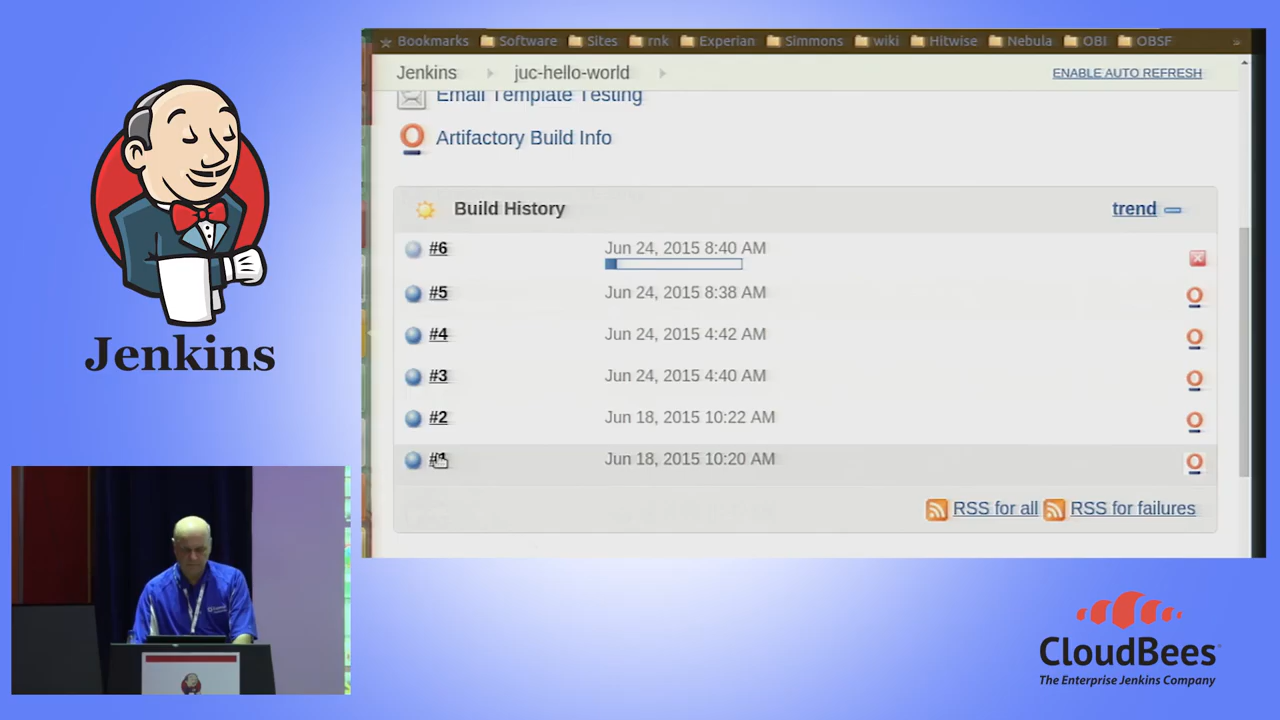 Bookmarks Software Sites rnk Experian Simmons wiki Hitwise Nebula OBI OBSF »
Jenkins juc-hello-world ENABLE AUTO REFRESH
Email Template Testing
Artifactory Build Info
Build History trend
#6 Jun 24, 2015 8:40 AM
#5 Jun 24, 2015 8:38 AM
#4 Jun 24, 2015 4:42 AM
#3 Jun 24, 2015 4:40 AM
#2 Jun 18, 2015 10:22 AM
#1 Jun 18, 2015 10:20 AM
RSS for all RSS for failures
Jenkins
CloudBees
The Enterprise Jenkins Company